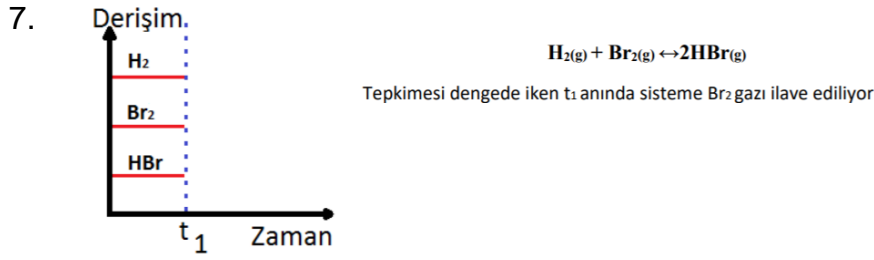 7.
Derişim
H₂
Br₂
HBr
t₁
Zaman
H₂(g) + Br₂(g) ↔2HBr(g)
Tepkimesi dengede iken t₁ anında sisteme Br₂ gazı ilave ediliyor